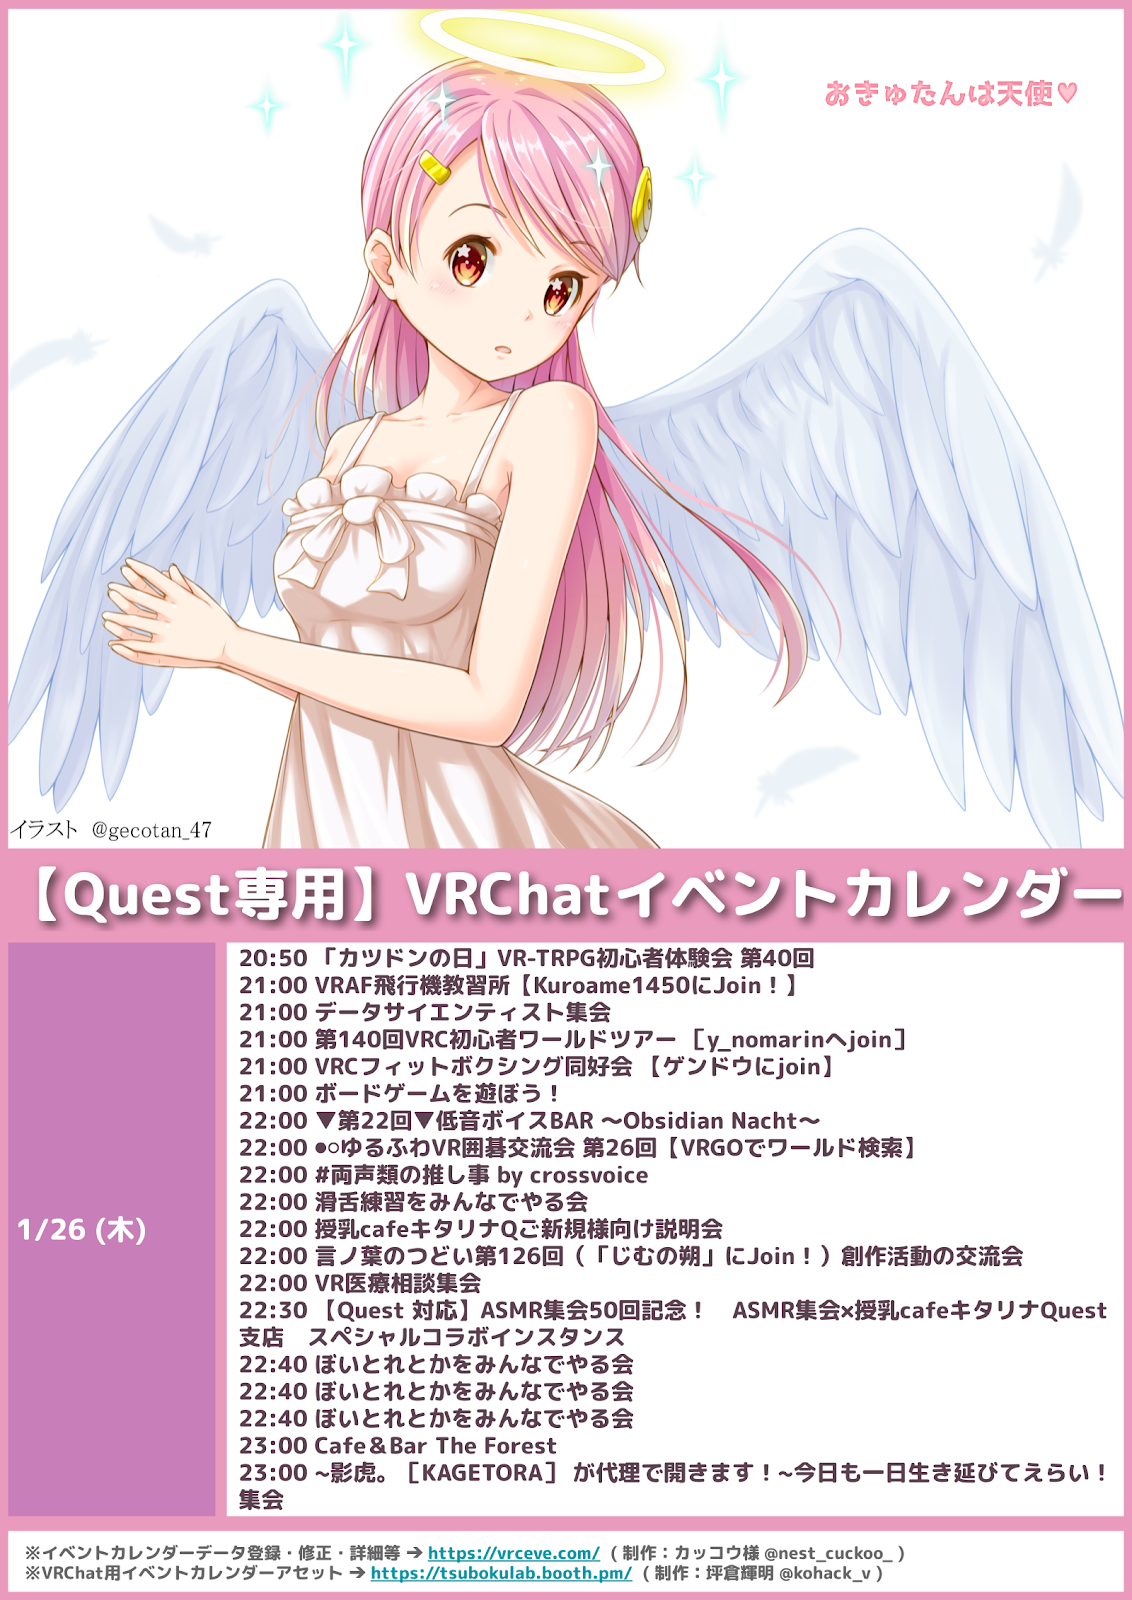 おきゅたんは天使♥
イラスト @gecotan_47
【Quest専用】VRChatイベントカレンダー
1/26 (木)
20:50 「カツドンの日」VR-TRPG初心者体験会 第40回
21:00 VRAF飛行機教習所【Kuroame1450にJoin！】
21:00 データサイエンティスト集会
21:00 第140回VRC初心者ワールドツアー ［y_nomarinへjoin］
21:00 VRCフィットボクシング同好会 【ゲンドウにjoin】
21:00 ボードゲームを遊ぼう！
22:00 ▼第22回▼低音ボイスBAR ～Obsidian Nacht～
22:00 ●○ゆるふわVR囲碁交流会 第26回【VRGOでワールド検索】
22:00 #両声類の推し事 by crossvoice
22:00 滑舌練習をみんなでやる会
22:00 授乳cafeキタリナQご新規様向け説明会
22:00 言ノ葉のつどい第126回（「じむの朔」にJoin！）創作活動の交流会
22:00 VR医療相談集会
22:30 【Quest 対応】ASMR集会50回記念！　ASMR集会×授乳cafeキタリナQuest
支店　スペシャルコラボインスタンス
22:40 ぼいとれとかをみんなでやる会
22:40 ぼいとれとかをみんなでやる会
22:40 ぼいとれとかをみんなでやる会
23:00 Cafe＆Bar The Forest
23:00 ~影虎。［KAGETORA］ が代理で開きます！~今日も一日生き延びてえらい！
集会
※イベントカレンダーデータ登録・修正・詳細等 ➔ https://vrceve.com/ （ 制作：カッコウ様 @nest_cuckoo_ ）
※VRChat用イベントカレンダーアセット ➔ https://tsubokulab.booth.pm/ （ 制作：坪倉輝明 @kohack_v ）